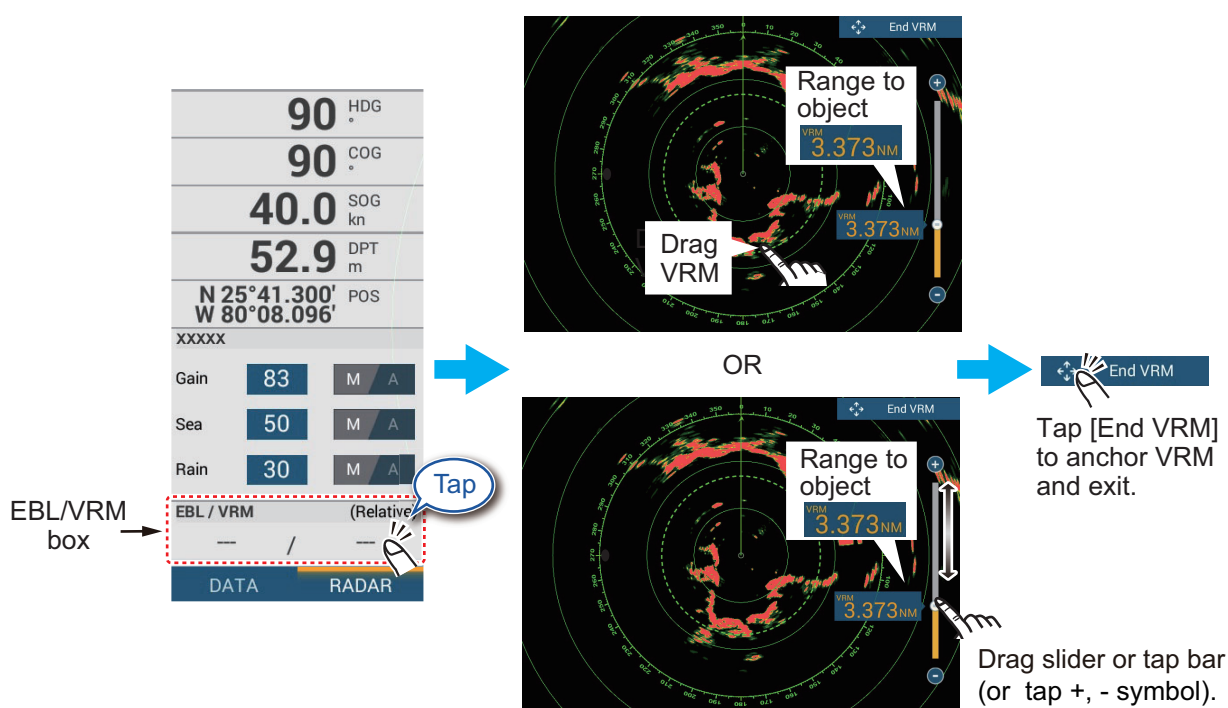 90 HDG
°
90 COG
°
40.0 SOG
kn
52.9 DPT
m
N 25°41.300' POS
W 80°08.096'
XXXXX
Gain 83 M A
Sea 50 M A
Rain 30 M A
Tap
EBL/VRM
box
EBL / VRM (Relative)
--- / ---
DATA RADAR
End VRM
Range to
object
VRM
3.373NM
VRM
3.373NM
Drag
VRM
OR
End VRM
Range to
object
VRM
3.373NM
VRM
3.373NM
Drag slider or tap bar
(or tap +, - symbol).
End VRM
Tap [End VRM]
to anchor VRM
and exit.